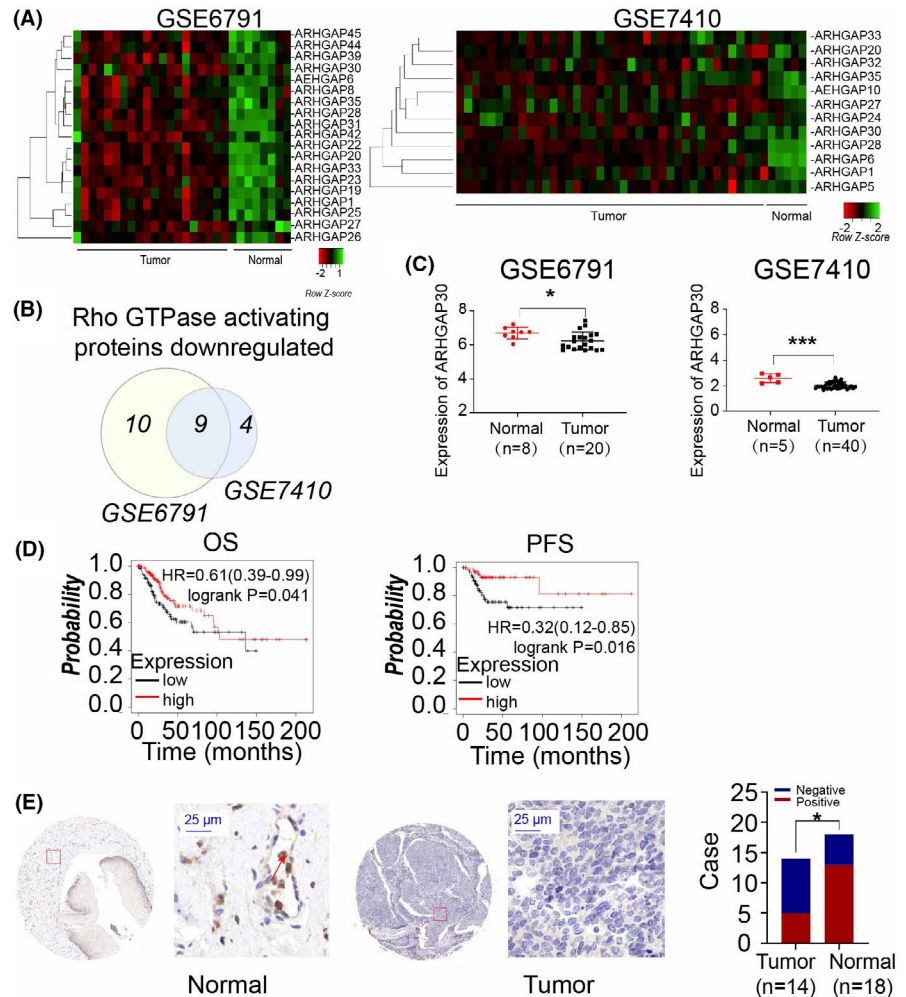 (A)
GSE6791
ARHGAP45
ARHGAP44
ARHGAP39
ARHGAP30
AEHGAP6
ARHGAP8
ARHGAP35
ARHGAP28
ARHGAP31
ARHGAP42
ARHGAP22
ARHGAP20
ARHGAP33
ARHGAP23
ARHGAP19
ARHGAP1
ARHGAP25
ARHGAP27
ARHGAP26
Tumor Normal
-2 1
Row Z-score
GSE7410
ARHGAP33
ARHGAP20
ARHGAP32
ARHGAP35
AEHGAP10
ARHGAP27
ARHGAP24
ARHGAP30
ARHGAP28
ARHGAP6
ARHGAP1
ARHGAP5
Tumor Normal
-2 2
Row Z-score
(B)
Rho GTPase activating
proteins downregulated
10 9 4
GSE7410
GSE6791
(C)
GSE6791
Expression of ARHGAP30
8
6
4
2
*
Normal Tumor
(n=8) (n=20)
GSE7410
Expression of ARHGAP30
8
6
4
2
0
***
Normal Tumor
(n=5) (n=40)
(D)
OS
Probability
1.0
0.8
0.6
0.4
0.2
0.0
HR=0.61(0.39-0.99)
logrank P=0.041
Expression
low
high
0 50 100 150 200
Time (months)
PFS
Probability
1.0
0.8
0.6
0.4
0.2
0.0
HR=0.32(0.12-0.85)
logrank P=0.016
Expression
low
high
0 50 100 150 200
Time (months)
(E)
25 µm
Normal
25 µm
Tumor
Negative
Positive
Case
25
20
15
10
5
0
*
Tumor Normal
(n=14) (n=18)